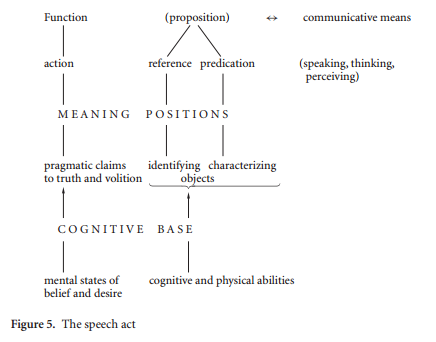 Function (proposition) ↔ communicative means
action reference predication (speaking, thinking,
perceiving)
MEANING POSITIONS
pragmatic claims identifying characterizing
to truth and volition objects
COGNITIVE BASE
mental states of cognitive and physical abilities
belief and desire
Figure 5. The speech act